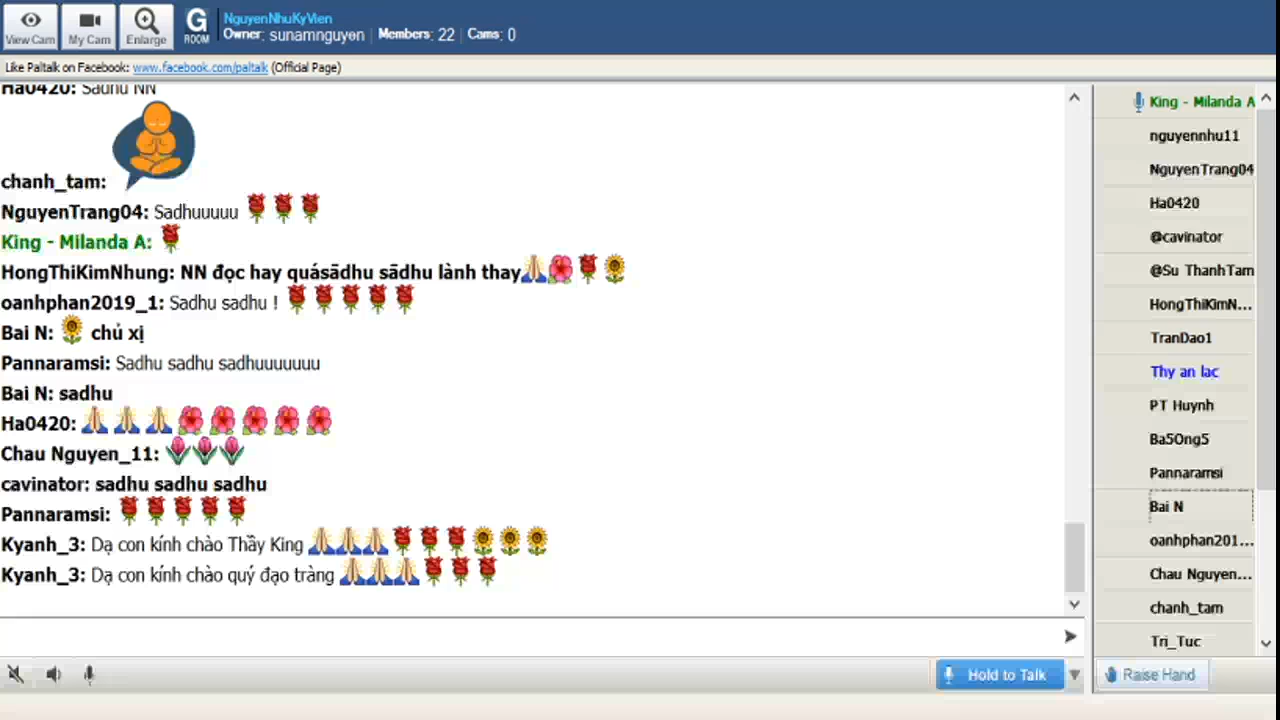 View Cam My Cam Enlarge G ROOM NguyenNhuKyVien
Owner: sunamnguyen | Members: 22 | Cams: 0
Like Paltalk on Facebook: www.facebook.com/paltalk (Official Page)
Ha0420: Sadhu NN
chanh_tam:
NguyenTrang04: Sadhuuuuu
King - Milanda A:
HongThiKimNhung: NN đọc hay quásādhu sādhu lành thay
oanhphan2019_1: Sadhu sadhu !
Bai N: chủ xị
Pannaramsi: Sadhu sadhu sadhuuuuuuu
Bai N: sadhu
Ha0420:
Chau Nguyen_11:
cavinator: sadhu sadhu sadhu
Pannaramsi:
Kyanh_3: Dạ con kính chào Thầy King
Kyanh_3: Dạ con kính chào quý đạo tràng
King - Milanda A
nguyennhu11
NguyenTrang04
Ha0420
@cavinator
@Su ThanhTam
HongThiKimN...
TranDao1
Thy an lac
PT Huynh
Ba5Ong5
Pannaramsi
Bai N
oanhphan201...
Chau Nguyen...
chanh_tam
Tri_Tuc
Hold to Talk
Raise Hand